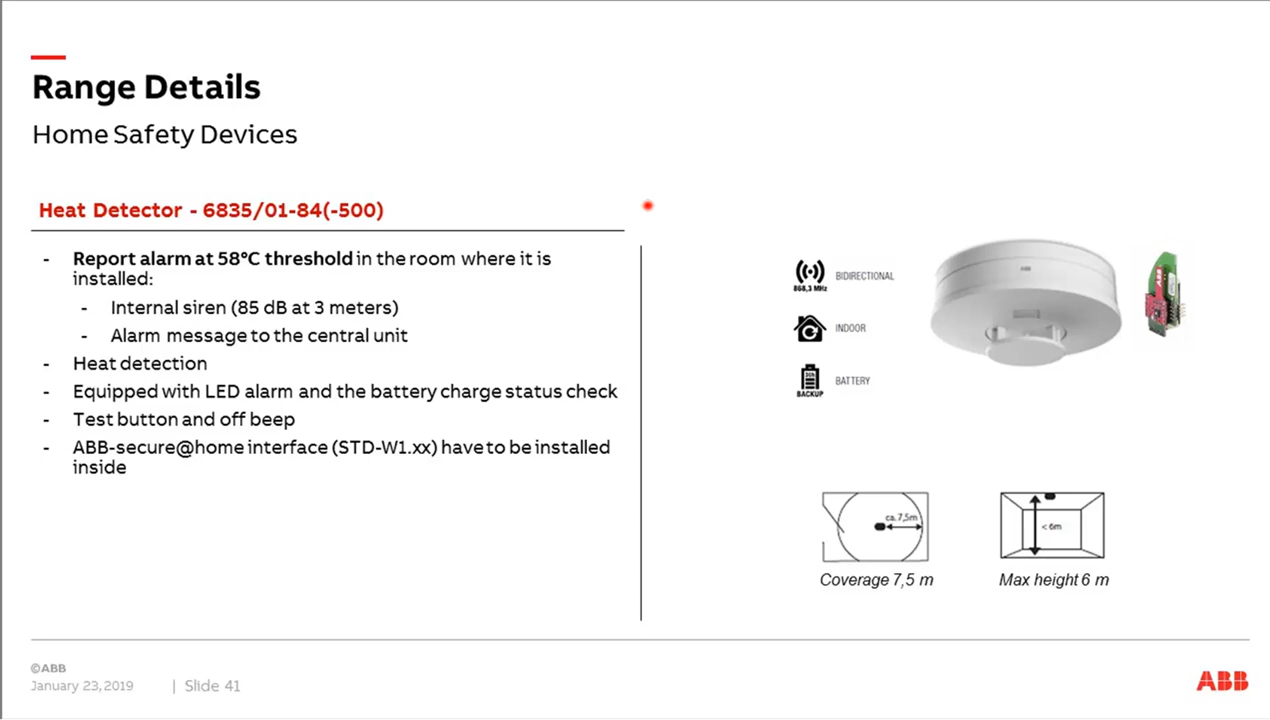 Range Details
Home Safety Devices
Heat Detector - 6835/01-84(-500)
- Report alarm at 58°C threshold in the room where it is
installed:
- Internal siren (85 dB at 3 meters)
- Alarm message to the central unit
- Heat detection
- Equipped with LED alarm and the battery charge status check
- Test button and off beep
- ABB-secure@home interface (STD-W1.xx) have to be installed
inside
868,3 MHz
BIDIRECTIONAL
INDOOR
BACKUP
BATTERY
ABB
ABB
ca. 7,5m
< 6m
Coverage 7,5 m
Max height 6 m
©ABB
January 23, 2019
| Slide 41
ABB